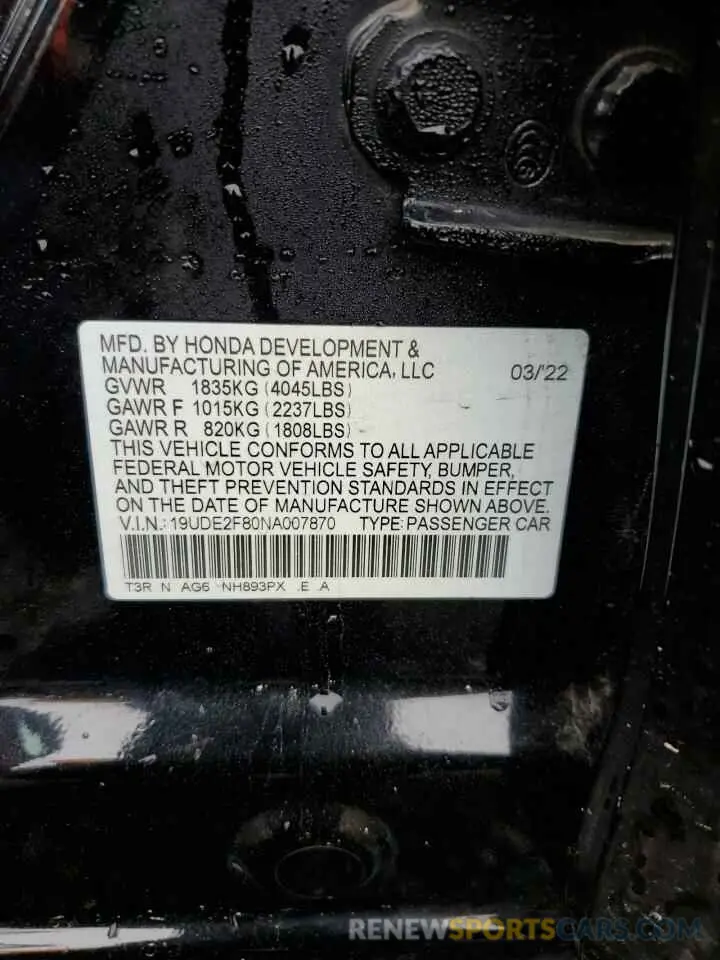 MFD. BY HONDA DEVELOPMENT &
MANUFACTURING OF AMERICA, LLC 03/'22
GVWR 1835KG (4045LBS)
GAWR F 1015KG (2237LBS)
GAWR R 820KG (1808LBS)
THIS VEHICLE CONFORMS TO ALL APPLICABLE
FEDERAL MOTOR VEHICLE SAFETY, BUMPER,
AND THEFT PREVENTION STANDARDS IN EFFECT
ON THE DATE OF MANUFACTURE SHOWN ABOVE.
V.I.N.: 19UDE2F80NA007870 TYPE: PASSENGER CAR
T3R N AG6 NH893PX .E A
RENEWSPORTSCARS.COM